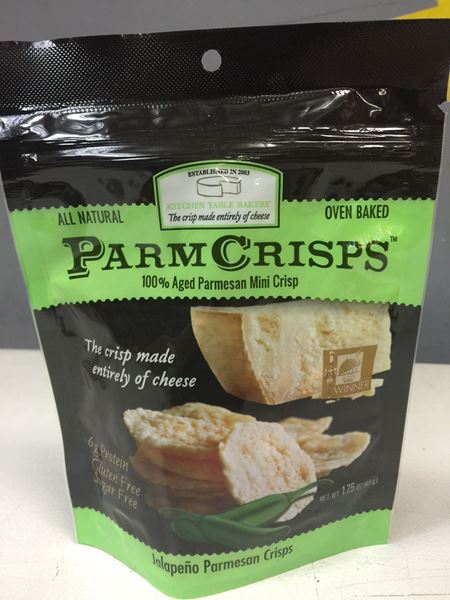 ESTABLISHED IN 2003
KITCHEN TABLE BAKERS
The crisp made entirely of cheese
ALL NATURAL
OVEN BAKED
PARMCRISPS™
100% Aged Parmesan Mini Crisp
The crisp made
entirely of cheese
WINNER
6g Protein
Gluten Free
Sugar Free
NET WT 1.75 OZ
Jalapeño Parmesan Crisps